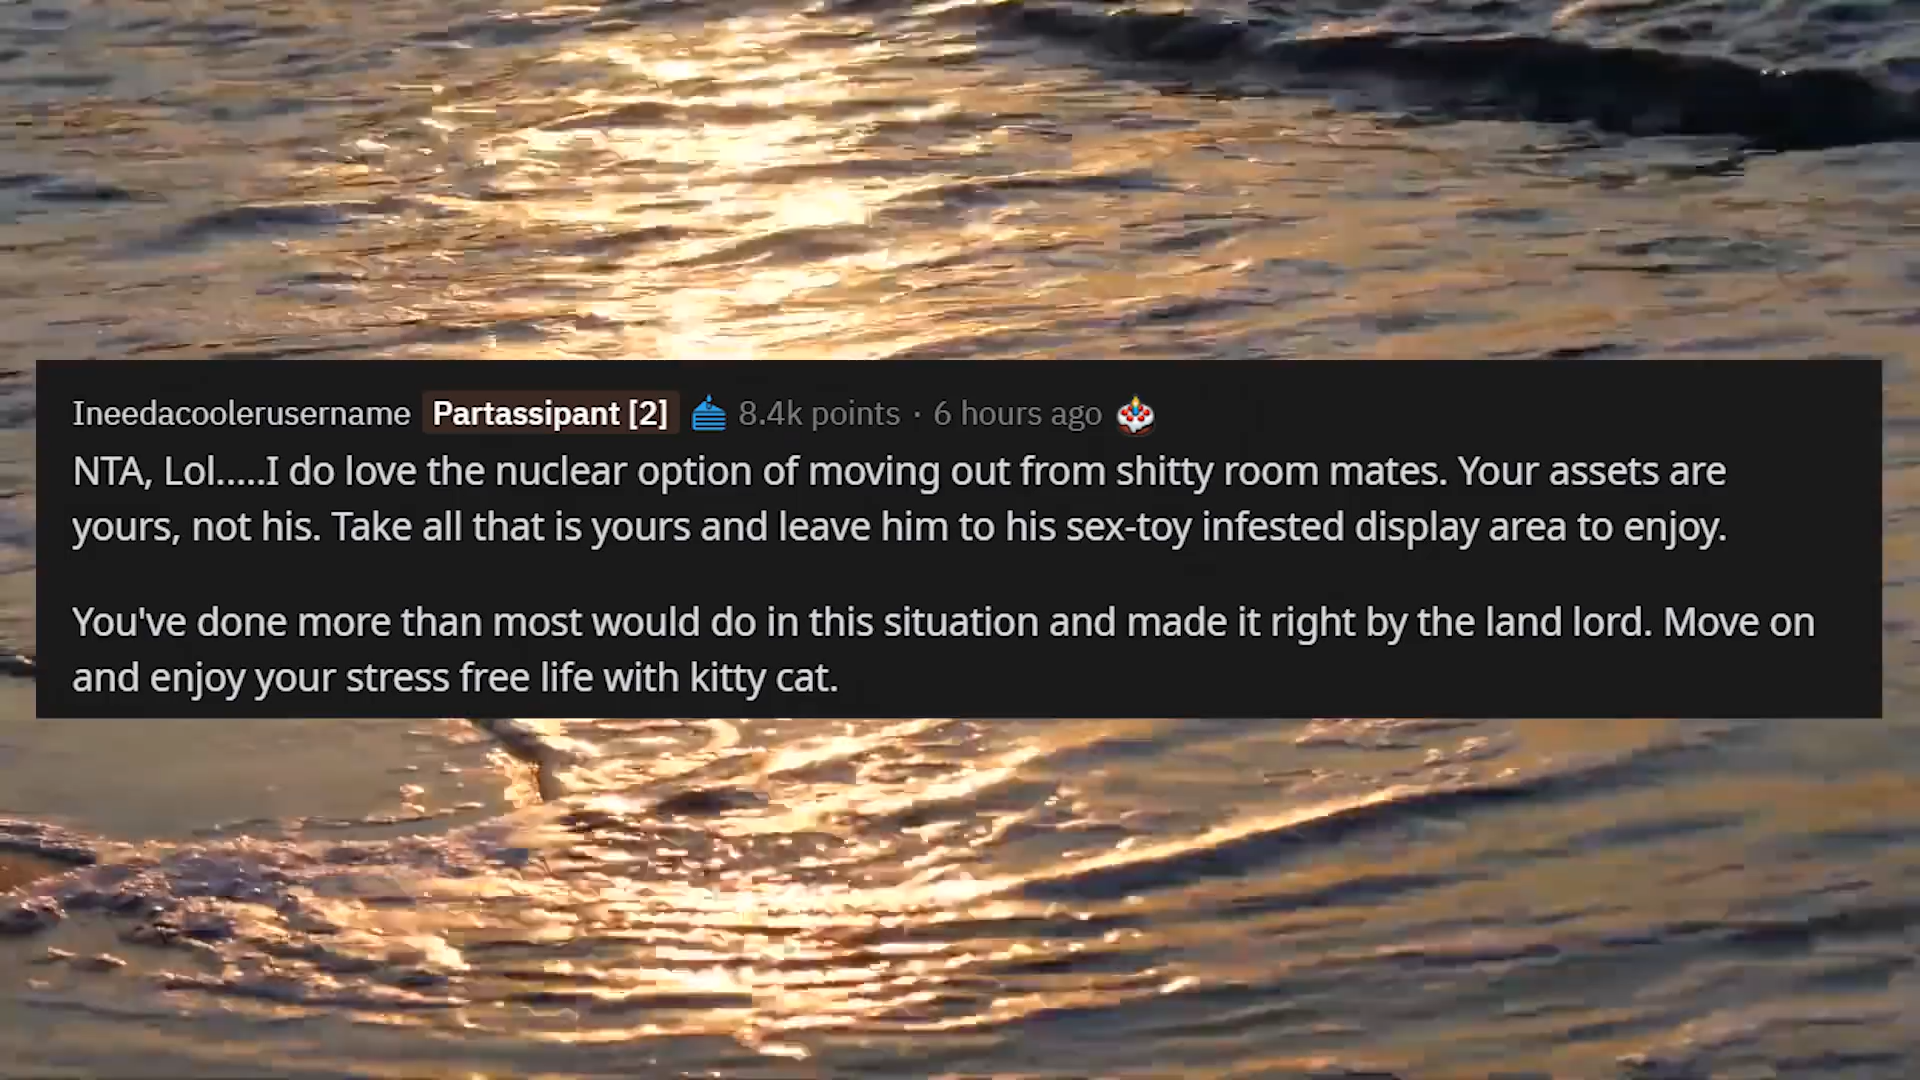 Ineedacoolerusername Partassipant [2] 8.4k points · 6 hours ago
NTA, Lol.....I do love the nuclear option of moving out from shitty room mates. Your assets are
yours, not his. Take all that is yours and leave him to his sex-toy infested display area to enjoy.
You've done more than most would do in this situation and made it right by the land lord. Move on
and enjoy your stress free life with kitty cat.